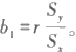 b₁ = r S_y / S_x 。